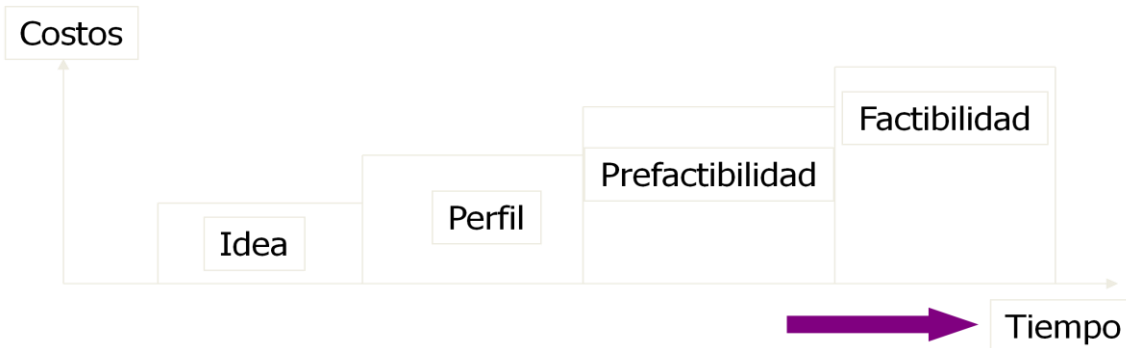 Costos
Factibilidad
Prefactibilidad
Perfil
Idea
Tiempo